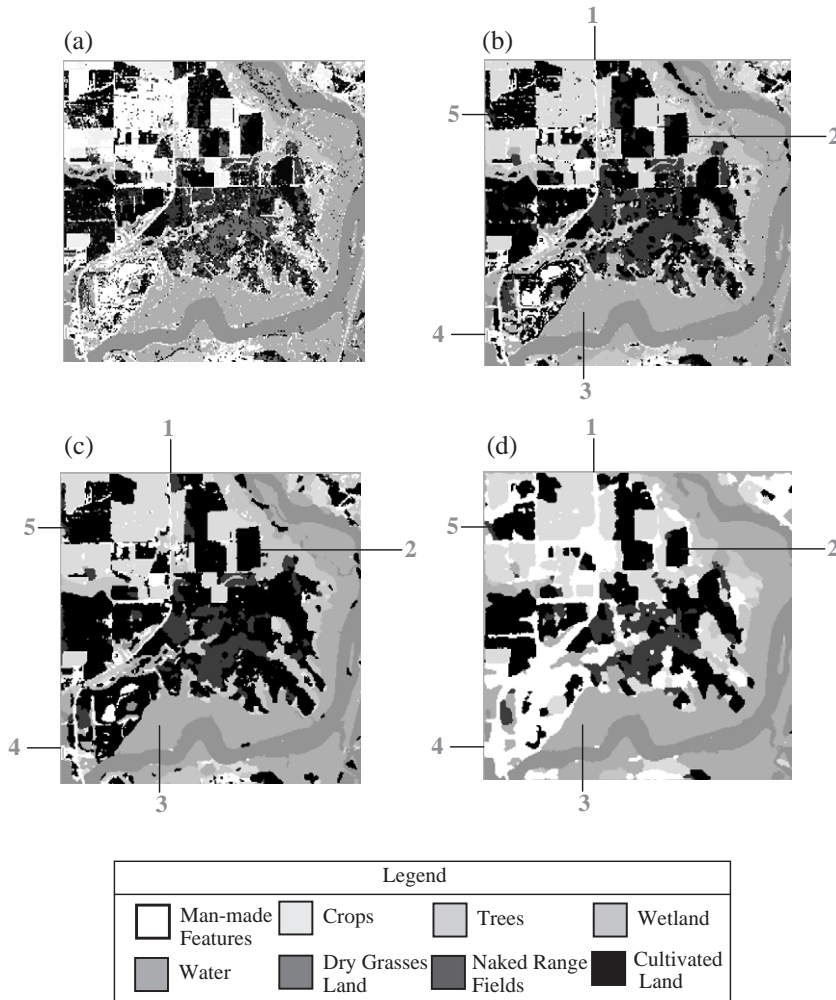 (a)
1
(b)
5
2
4
3
1
(c)
(d)
1
5
2
5
2
4
3
4
3
Legend
Man-made Features
Crops
Trees
Wetland
Water
Dry Grasses Land
Naked Range Fields
Cultivated Land